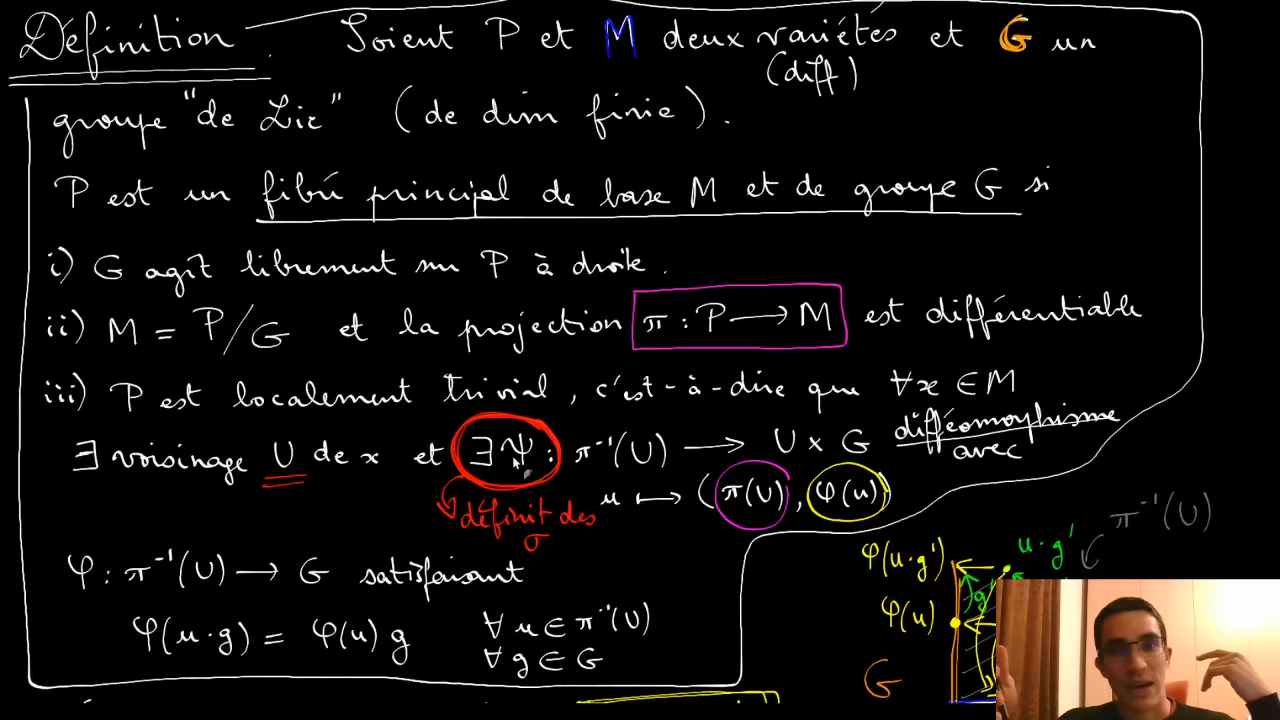 Définition. Soient P et M deux variétés et G un
(diff)
groupe "de Lie" (de dim finie).
P est un fibré principal de base M et de groupe G si
i) G agit librement sur P à droite.
ii) M = P/G et la projection π : P → M est différentiable
iii) P est localement trivial, c'est-à-dire que ∀x ∈ M
∃ voisinage U de x et ∃ Ψ : π⁻¹(U) → U × G difféomorphisme
avec
u ↦ (π(U), φ(u))
définit des
σ
φ : π⁻¹(U) → G satisfaisant
φ(u·g) = φ(u) g ∀ u ∈ π⁻¹(U)
∀ g ∈ G
π⁻¹(U)
φ(u·g') u·g'
g
φ(u)
G